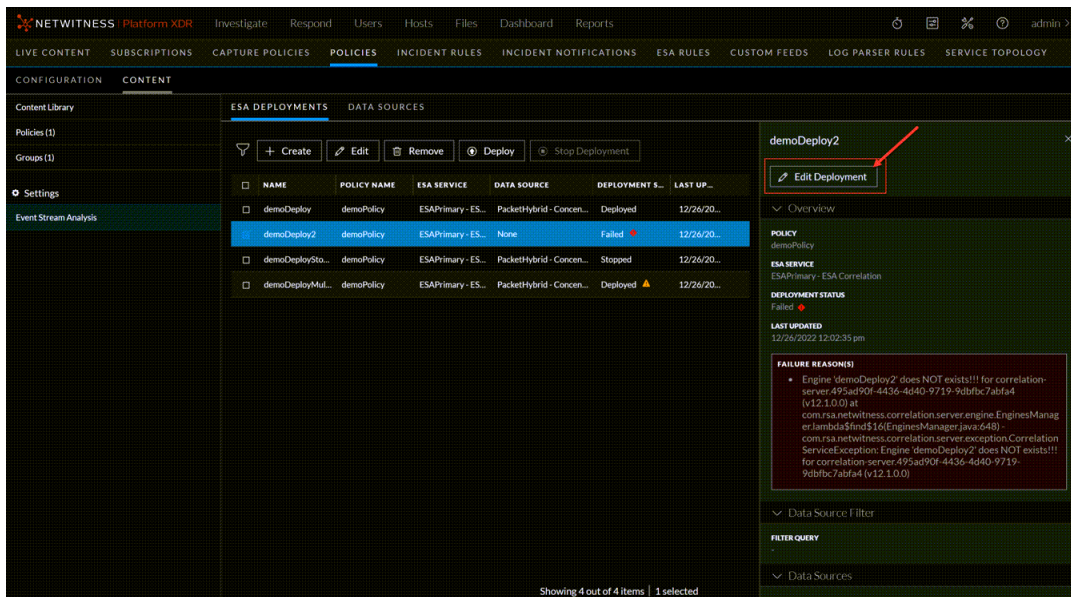 NETWITNESS Platform XDR Investigate Respond Users Hosts Files Dashboard Reports admin >
LIVE CONTENT SUBSCRIPTIONS CAPTURE POLICIES POLICIES INCIDENT RULES INCIDENT NOTIFICATIONS ESA RULES CUSTOM FEEDS LOG PARSER RULES SERVICE TOPOLOGY
CONFIGURATION CONTENT
Content Library
Policies (1)
Groups (1)
Settings
Event Stream Analysis
ESA DEPLOYMENTS DATA SOURCES
+ Create Edit Remove Deploy Stop Deployment
NAME POLICY NAME ESA SERVICE DATA SOURCE DEPLOYMENT S... LAST UP...
demoDeploy demoPolicy ESAPrimary - ES... PacketHybrid - Concen... Deployed 12/26/20...
demoDeploy2 demoPolicy ESAPrimary - ES... None Failed 12/26/20...
demoDeploySto... demoPolicy ESAPrimary - ES... PacketHybrid - Concen... Stopped 12/26/20...
demoDeployMul... demoPolicy ESAPrimary - ES... PacketHybrid - Concen... Deployed 12/26/20...
Showing 4 out of 4 items | 1 selected
demoDeploy2
Edit Deployment
Overview
POLICY
demoPolicy
ESA SERVICE
ESAPrimary - ESA Correlation
DEPLOYMENT STATUS
Failed
LAST UPDATED
12/26/2022 12:02:35 pm
FAILURE REASON(S)
• Engine 'demoDeploy2' does NOT exists!!! for correlation-
server.495ad90f-4436-4d40-9719-9dbfbc7abfa4
(v12.1.0.0) at
com.rsa.netwitness.correlation.server.engine.EnginesManag
er.lambda$find$16(EnginesManager.java:648) -
com.rsa.netwitness.correlation.server.exception.Correlation
ServiceException: Engine 'demoDeploy2' does NOT exists!!!
for correlation-server.495ad90f-4436-4d40-9719-
9dbfbc7abfa4 (v12.1.0.0)
Data Source Filter
FILTER QUERY
-
Data Sources